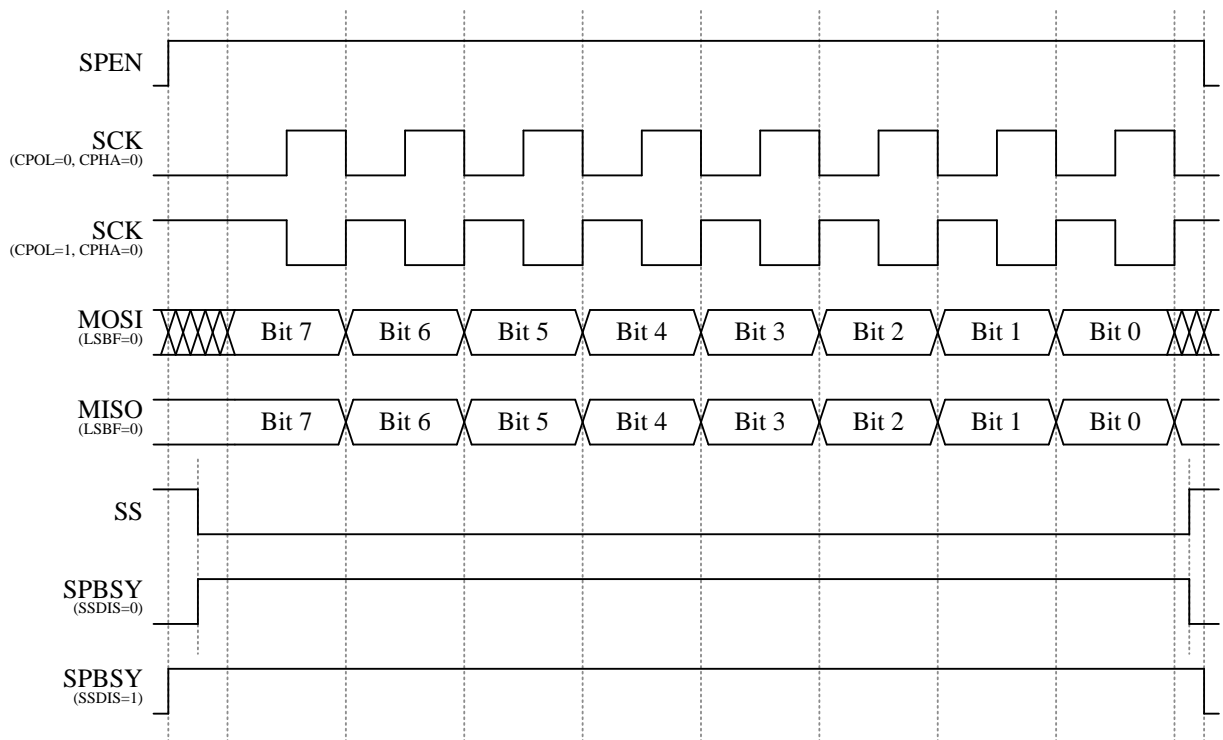 SPEN
SCK
(CPOL=0, CPHA=0)
SCK
(CPOL=1, CPHA=0)
MOSI
(LSBF=0)
Bit 7 Bit 6 Bit 5 Bit 4 Bit 3 Bit 2 Bit 1 Bit 0
MISO
(LSBF=0)
Bit 7 Bit 6 Bit 5 Bit 4 Bit 3 Bit 2 Bit 1 Bit 0
SS
SPBSY
(SSDIS=0)
SPBSY
(SSDIS=1)